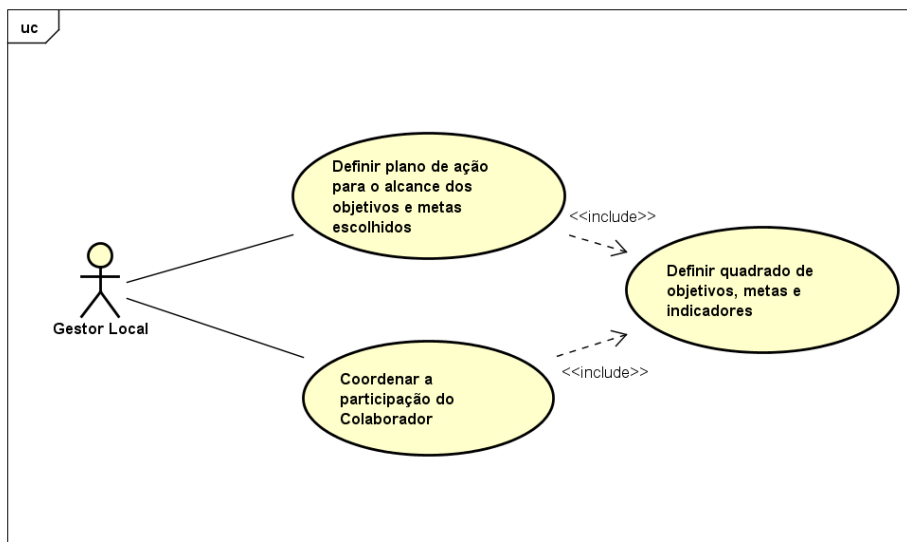 uc
Definir plano de ação
para o alcance dos
objetivos e metas
escolhidos
<<include>>
Definir quadrado de
objetivos, metas e
indicadores
Gestor Local
<<include>>
Coordenar a
participação do
Colaborador